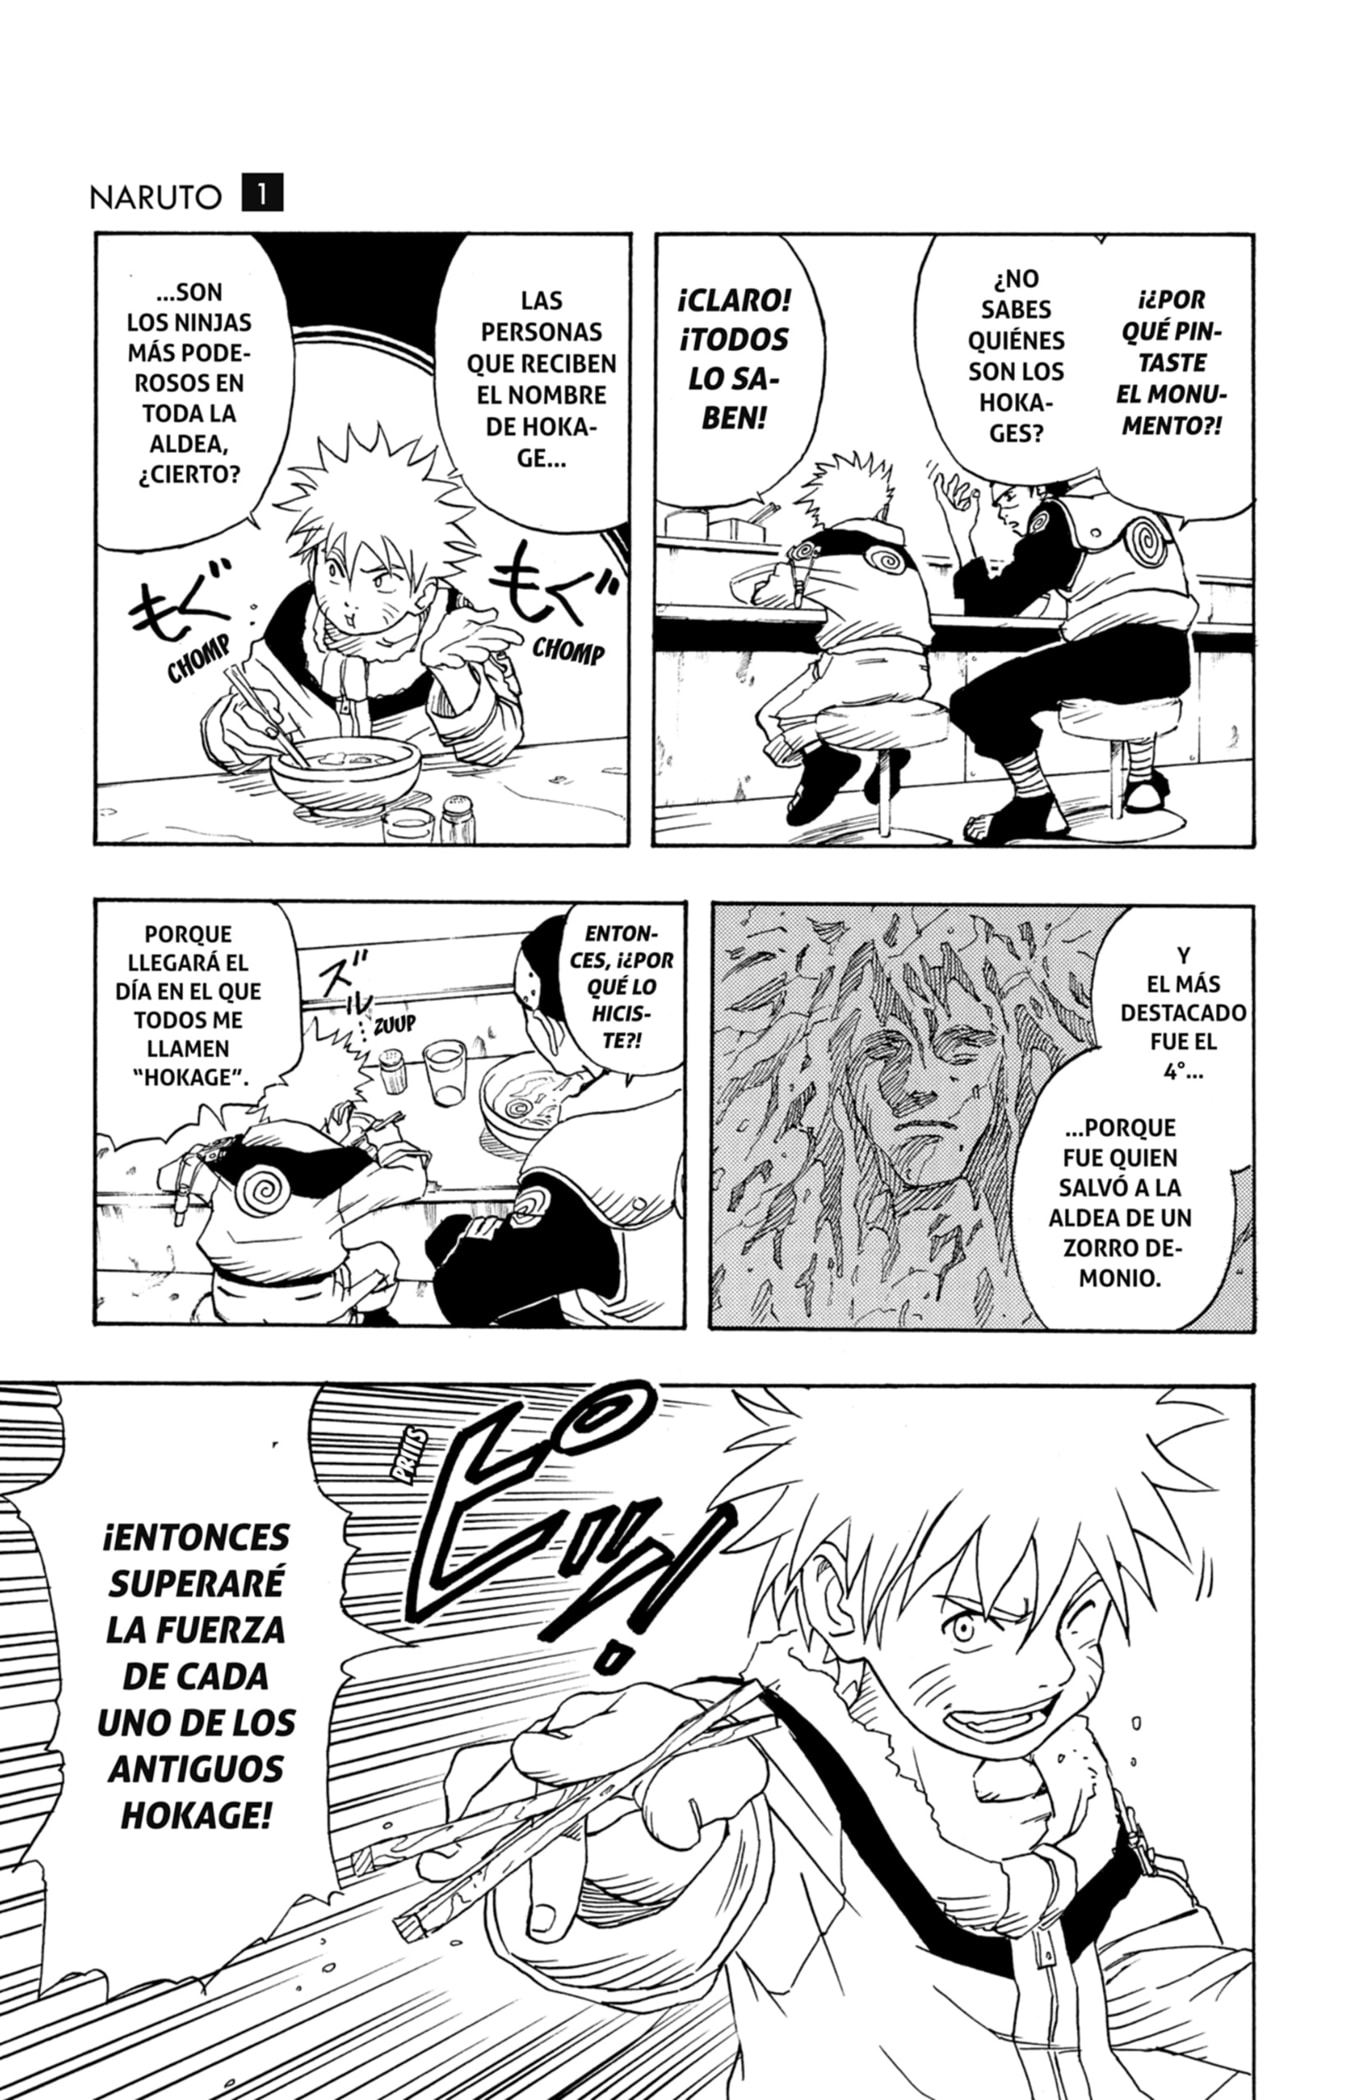 NARUTO 1
¡¿POR
QUÉ PIN-
TASTE
EL MONU-
MENTO?!
¿NO
SABES
QUIÉNES
SON LOS
HOKA-
GES?
¡CLARO!
¡TODOS
LO SA-
BEN!
LAS
PERSONAS
QUE RECIBEN
EL NOMBRE
DE HOKA-
GE...
...SON
LOS NINJAS
MÁS PODE-
ROSOS EN
TODA LA
ALDEA,
¿CIERTO?
もぐ
CHOMP
もぐ
CHOMP
Y
EL MÁS
DESTACADO
FUE EL
4°...
...PORQUE
FUE QUIEN
SALVÓ A LA
ALDEA DE UN
ZORRO DE-
MONIO.
ENTON-
CES, ¡¿POR
QUÉ LO
HICIS-
TE?!
ズル…
ZUUP
PORQUE
LLEGARÁ EL
DÍA EN EL QUE
TODOS ME
LLAMEN
“HOKAGE”.
ピッ!
PRITS
¡ENTONCES
SUPERARÉ
LA FUERZA
DE CADA
UNO DE LOS
ANTIGUOS
HOKAGE!